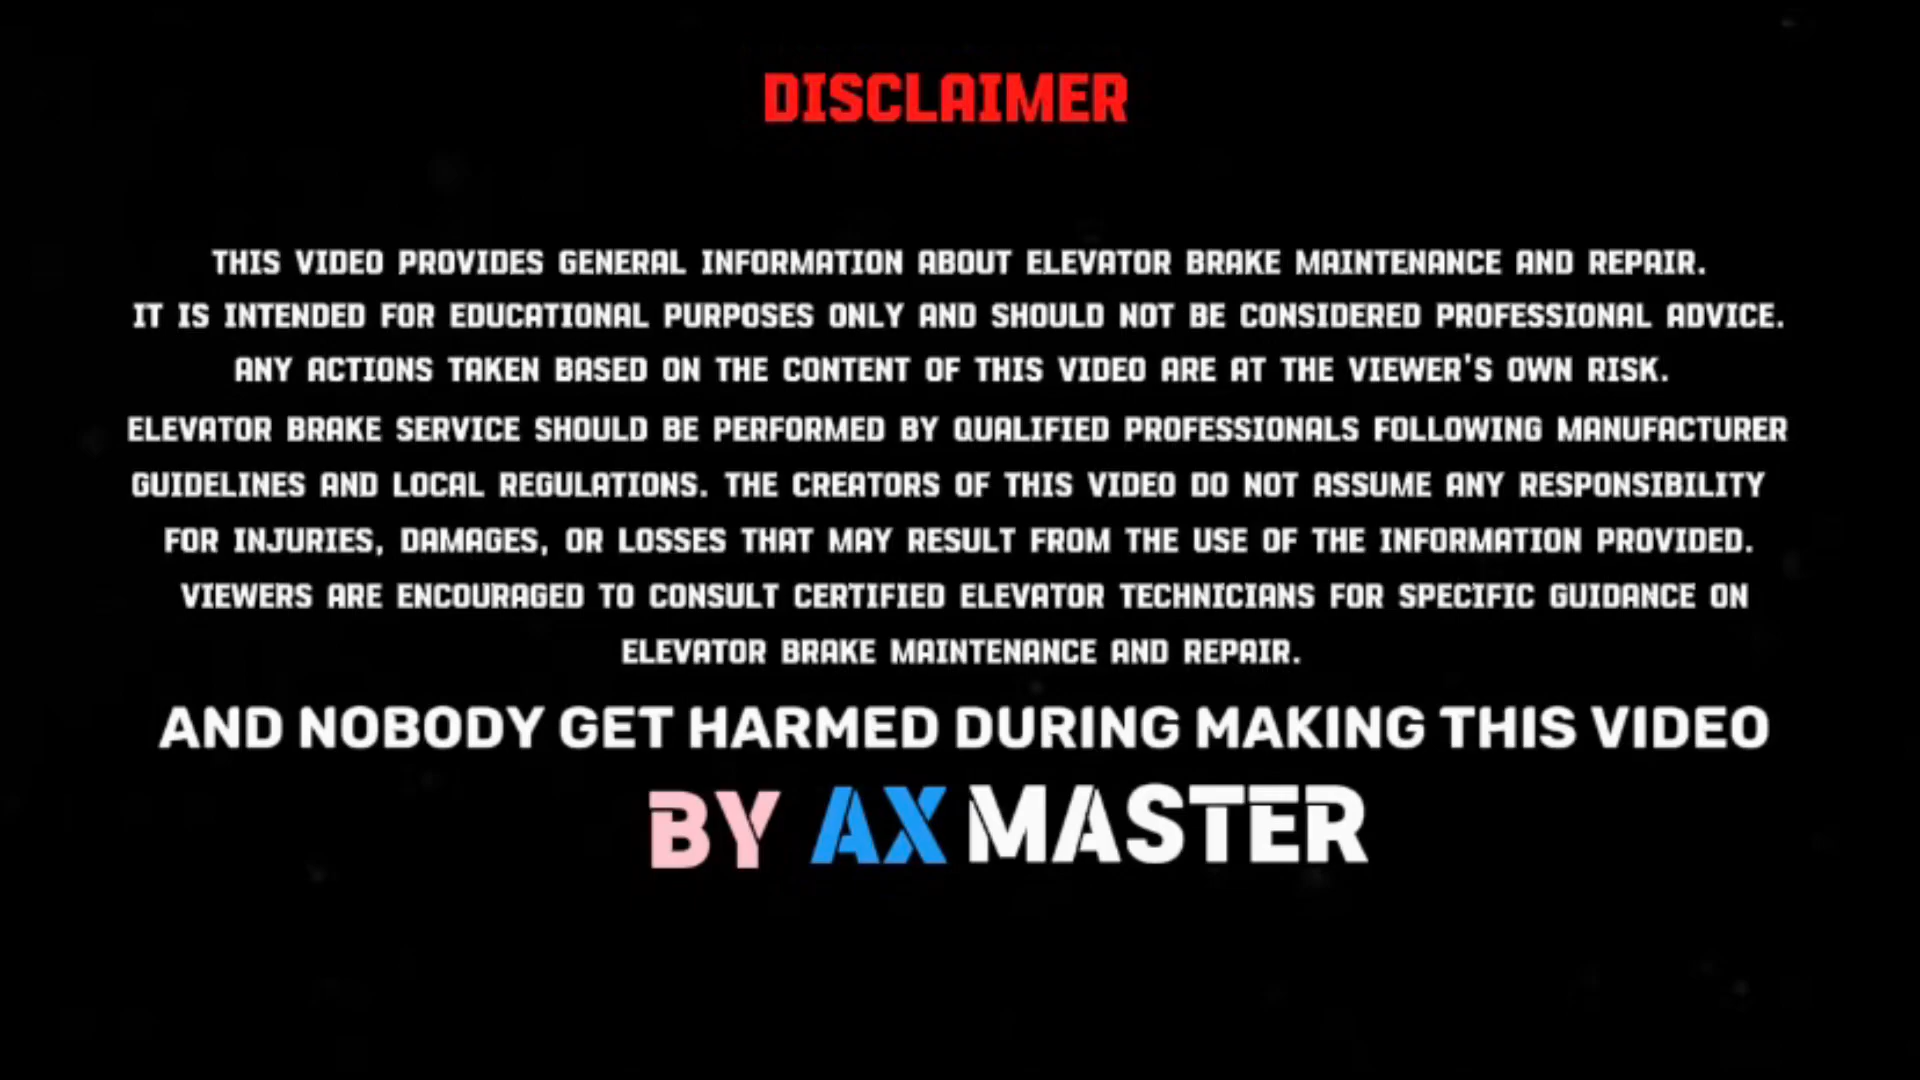 DISCLAIMER
THIS VIDEO PROVIDES GENERAL INFORMATION ABOUT ELEVATOR BRAKE MAINTENANCE AND REPAIR.
IT IS INTENDED FOR EDUCATIONAL PURPOSES ONLY AND SHOULD NOT BE CONSIDERED PROFESSIONAL ADVICE.
ANY ACTIONS TAKEN BASED ON THE CONTENT OF THIS VIDEO ARE AT THE VIEWER'S OWN RISK.
ELEVATOR BRAKE SERVICE SHOULD BE PERFORMED BY QUALIFIED PROFESSIONALS FOLLOWING MANUFACTURER
GUIDELINES AND LOCAL REGULATIONS. THE CREATORS OF THIS VIDEO DO NOT ASSUME ANY RESPONSIBILITY
FOR INJURIES, DAMAGES, OR LOSSES THAT MAY RESULT FROM THE USE OF THE INFORMATION PROVIDED.
VIEWERS ARE ENCOURAGED TO CONSULT CERTIFIED ELEVATOR TECHNICIANS FOR SPECIFIC GUIDANCE ON
ELEVATOR BRAKE MAINTENANCE AND REPAIR.
AND NOBODY GET HARMED DURING MAKING THIS VIDEO
BY AX MASTER